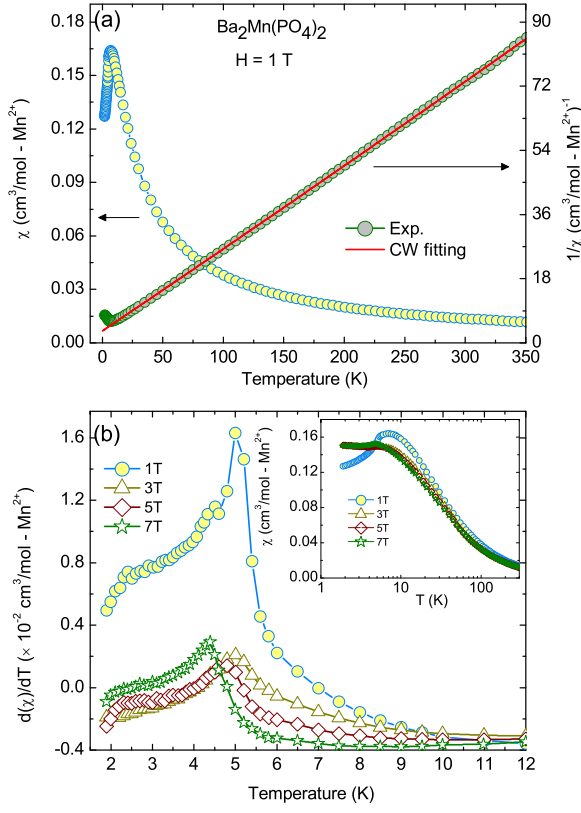 (a)
Ba2Mn(PO4)2
H = 1 T
0.18
0.15
0.12
0.09
0.06
0.03
0.00
χ (cm3/mol - Mn2+)
90
72
54
36
18
0
1/χ (cm3/mol - Mn2+)-1
Exp.
CW fitting
0 50 100 150 200 250 300 350
Temperature (K)
(b)
1T
3T
5T
7T
1.6
1.2
0.8
0.4
0.0
-0.4
d(χ)/dT (× 10-2 cm3/mol - Mn2+)
0.16
0.12
0.08
0.04
0.00
χ (cm3/mol - Mn2+)
1T
3T
5T
7T
1 10 100
T (K)
2 3 4 5 6 7 8 9 10 11 12
Temperature (K)